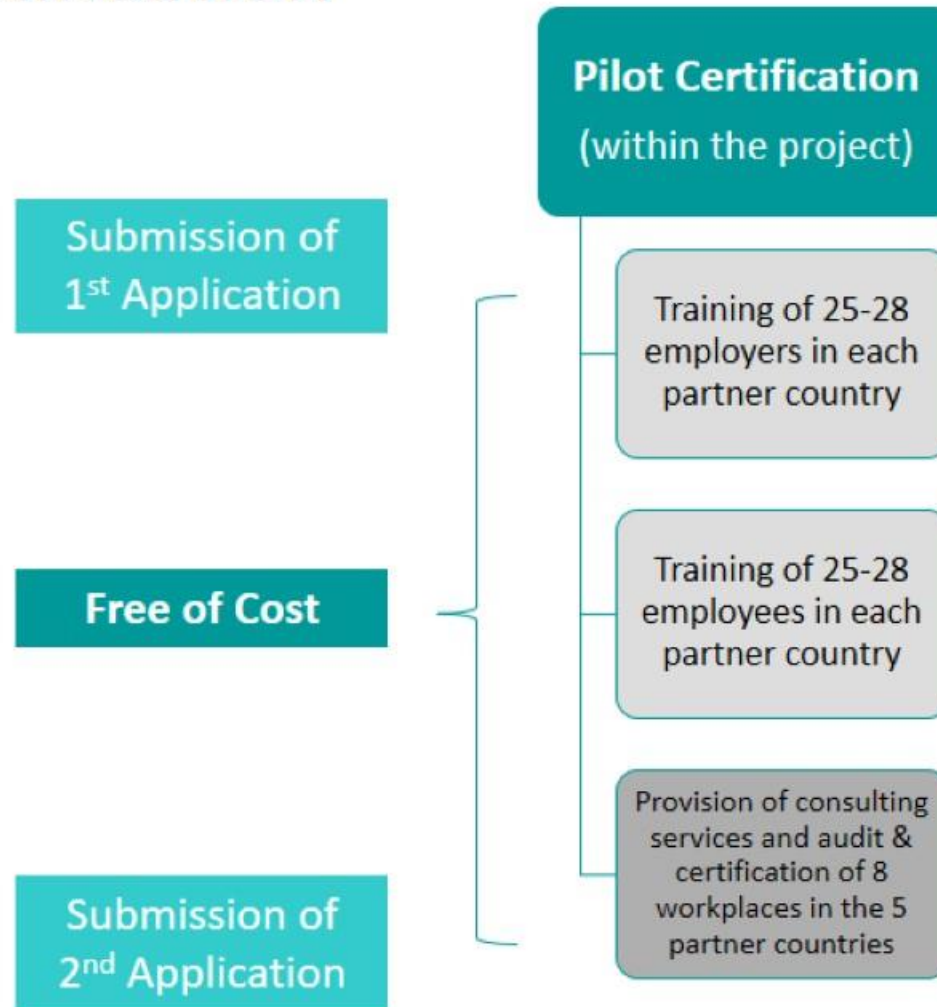 Pilot Certification
(within the project)
Submission of
1st Application
Training of 25-28
employers in each
partner country
Free of Cost
Training of 25-28
employees in each
partner country
Provision of consulting
services and audit &
certification of 8
workplaces in the 5
partner countries
Submission of
2nd Application